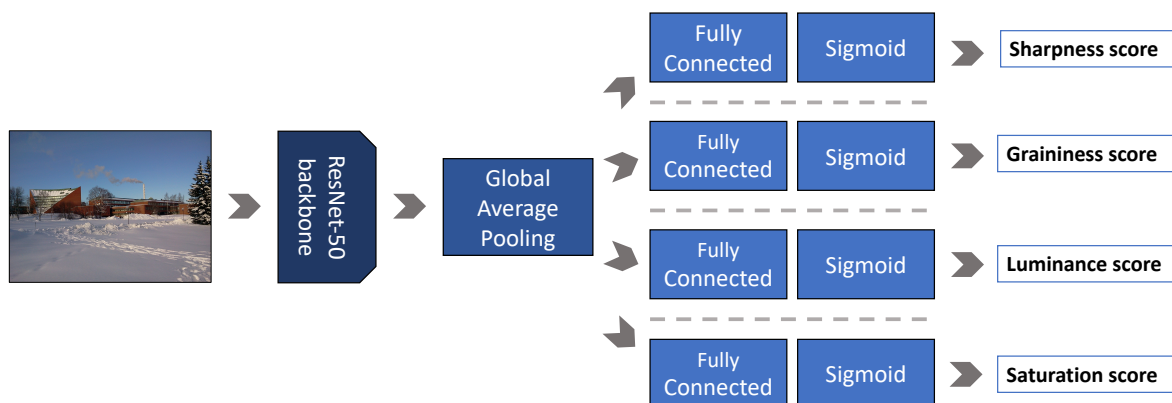 Fully
Connected
Sigmoid
Sharpness score
ResNet-50
backbone
Global
Average
Pooling
Fully
Connected
Sigmoid
Graininess score
Fully
Connected
Sigmoid
Luminance score
Fully
Connected
Sigmoid
Saturation score